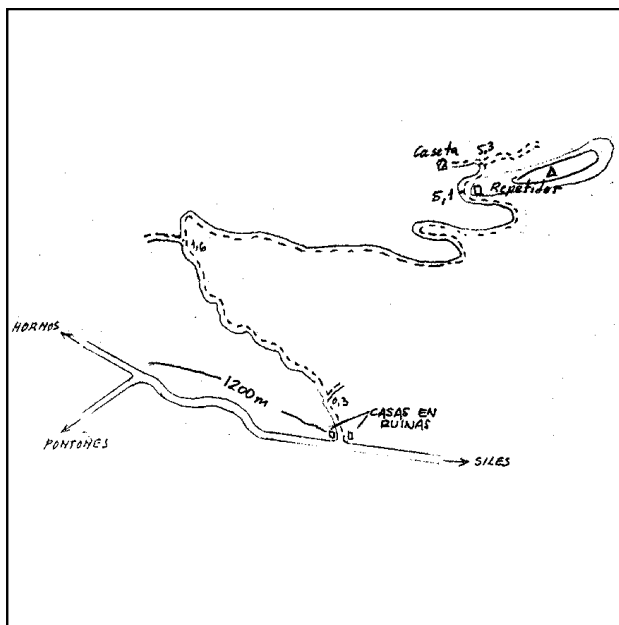 Caseta
5,3
5,1
Repetidor
1,6
HORNOS
1200m
0,3
CASAS EN
RUINAS
PONTONES
SILES